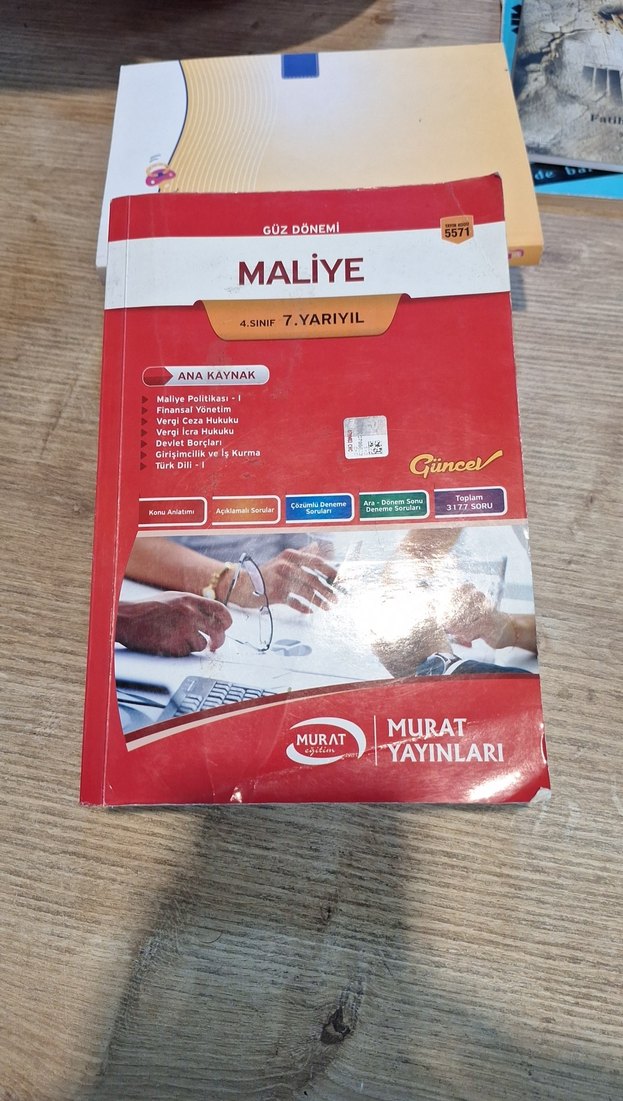 GÜZ DÖNEMİ
YAYIN KODU
5571
MALİYE
4.SINIF 7.YARIYIL
ANA KAYNAK
Maliye Politikası - I
Finansal Yönetim
Vergi Ceza Hukuku
Vergi İcra Hukuku
Devlet Borçları
Girişimcilik ve İş Kurma
Türk Dili - I
Güncel
Konu Anlatımı
Açıklamalı Sorular
Çözümlü Deneme
Soruları
Ara - Dönem Sonu
Deneme Soruları
Toplam
3177 SORU
MURAT
eğitim
MURAT
YAYINLARI